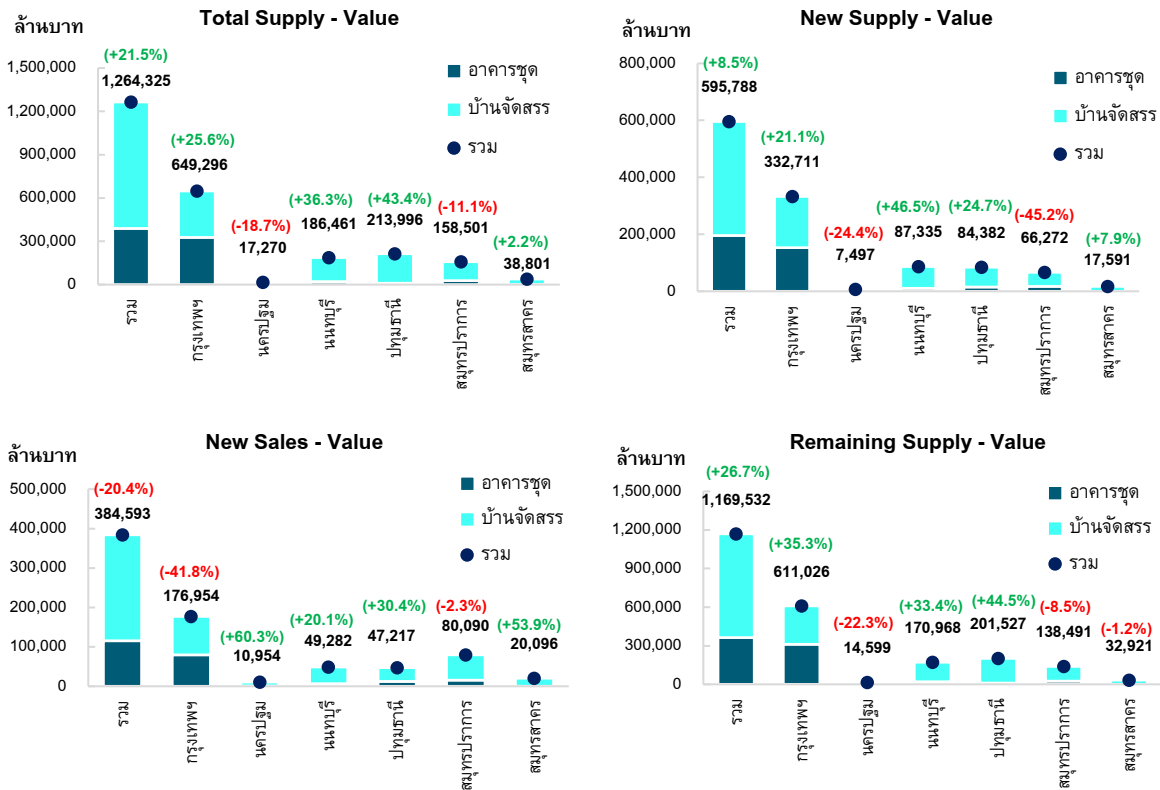 Total Supply - Value
ล้านบาท
(+21.5%)
1,264,325
(+25.6%)
649,296
(-18.7%)
17,270
(+36.3%)
186,461
(+43.4%)
213,996
(-11.1%)
158,501
(+2.2%)
38,801
อาคารชุด
บ้านจัดสรร
รวม
1,500,000
1,200,000
900,000
600,000
300,000
0
รวม
กรุงเทพฯ
นครปฐม
นนทบุรี
ปทุมธานี
สมุทรปราการ
สมุทรสาคร
New Supply - Value
ล้านบาท
(+8.5%)
595,788
(+21.1%)
332,711
(-24.4%)
7,497
(+46.5%)
87,335
(+24.7%)
84,382
(-45.2%)
66,272
(+7.9%)
17,591
อาคารชุด
บ้านจัดสรร
รวม
800,000
600,000
400,000
200,000
0
รวม
กรุงเทพฯ
นครปฐม
นนทบุรี
ปทุมธานี
สมุทรปราการ
สมุทรสาคร
New Sales - Value
ล้านบาท
(-20.4%)
384,593
(-41.8%)
176,954
(+60.3%)
10,954
(+20.1%)
49,282
(+30.4%)
47,217
(-2.3%)
80,090
(+53.9%)
20,096
อาคารชุด
บ้านจัดสรร
รวม
500,000
400,000
300,000
200,000
100,000
0
รวม
กรุงเทพฯ
นครปฐม
นนทบุรี
ปทุมธานี
สมุทรปราการ
สมุทรสาคร
Remaining Supply - Value
ล้านบาท
(+26.7%)
1,169,532
(+35.3%)
611,026
(-22.3%)
14,599
(+33.4%)
170,968
(+44.5%)
201,527
(-8.5%)
138,491
(-1.2%)
32,921
อาคารชุด
บ้านจัดสรร
รวม
1,500,000
1,200,000
900,000
600,000
300,000
0
รวม
กรุงเทพฯ
นครปฐม
นนทบุรี
ปทุมธานี
สมุทรปราการ
สมุทรสาคร